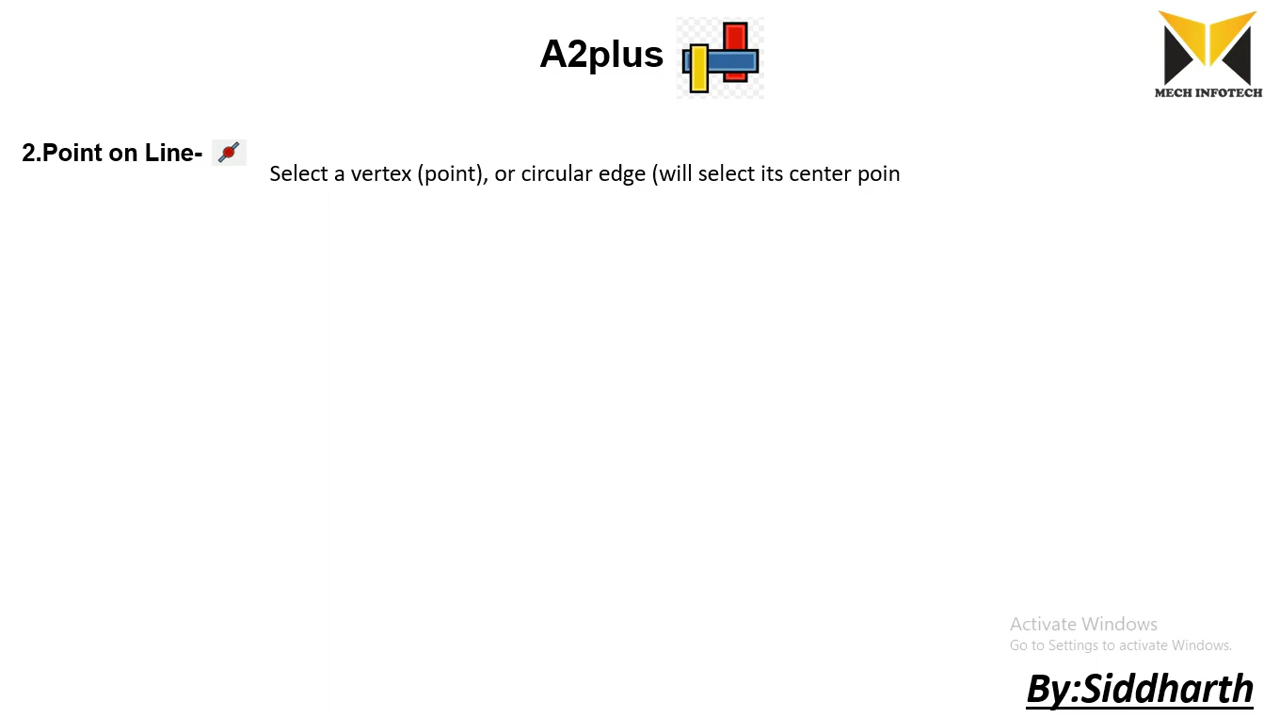 A2plus
MECH INFOTECH
2.Point on Line-
Select a vertex (point), or circular edge (will select its center poin
Activate Windows
Go to Settings to activate Windows.
By:Siddharth